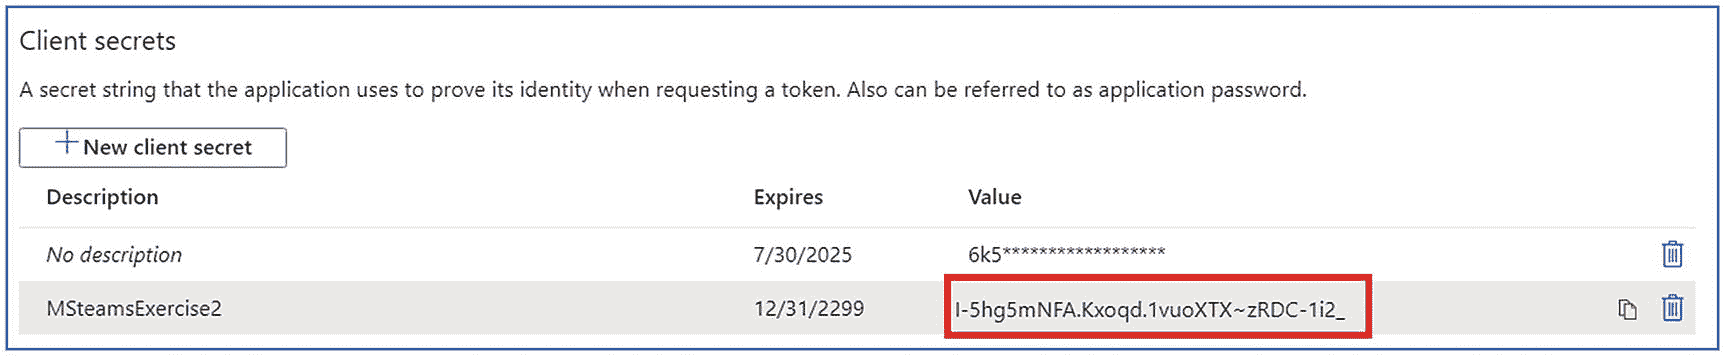 Client secrets
A secret string that the application uses to prove its identity when requesting a token. Also can be referred to as application password.
New client secret
Description Expires Value
No description 7/30/2025 6k5******************
MSteamsExercise2 12/31/2299 I-5hg5mNFA.Kxoqd.1vuoXTX~zRDC-1i2_